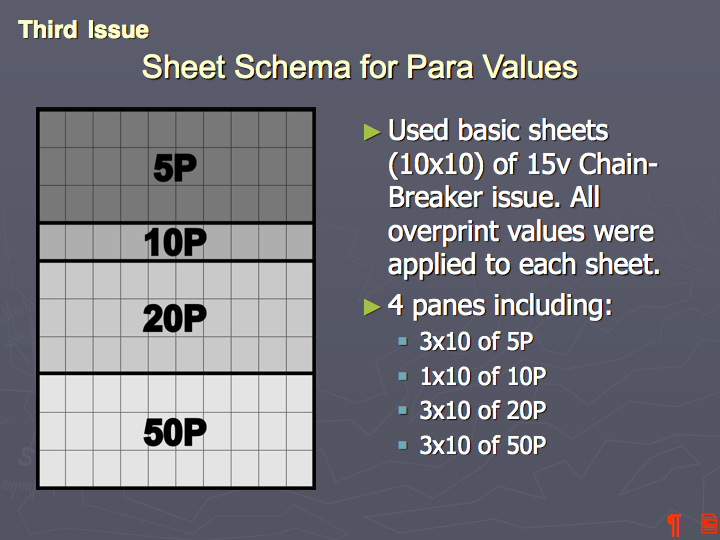 Third Issue
Sheet Schema for Para Values
5P
10P
20P
50P
► Used basic sheets
(10x10) of 15v Chain-
Breaker issue. All
overprint values were
applied to each sheet.
► 4 panes including:
▪ 3x10 of 5P
▪ 1x10 of 10P
▪ 3x10 of 20P
▪ 3x10 of 50P
¶